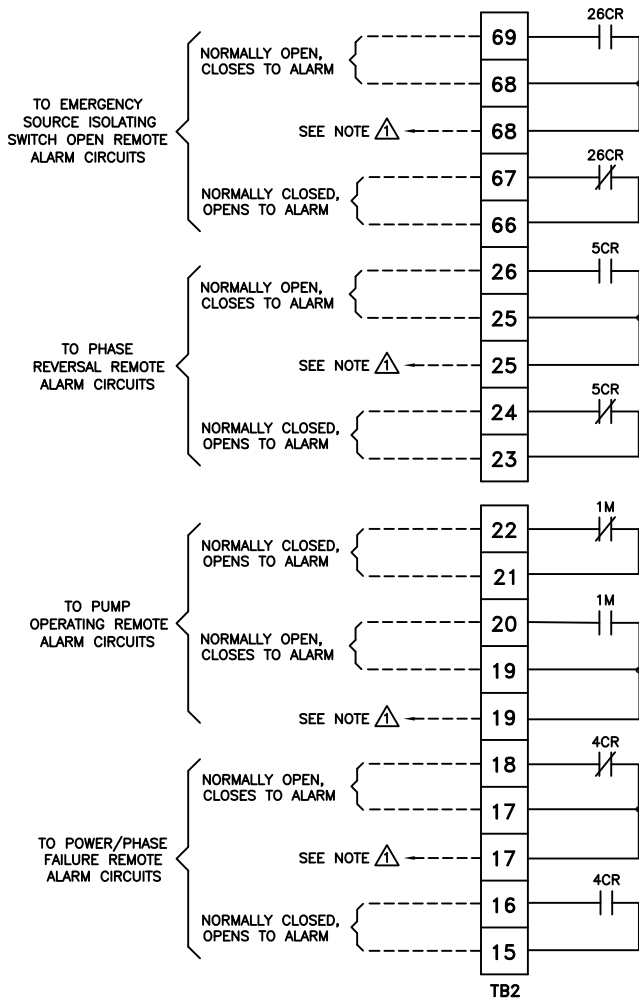 26CR
69
NORMALLY OPEN,
CLOSES TO ALARM
68
TO EMERGENCY
SOURCE ISOLATING
SWITCH OPEN REMOTE
ALARM CIRCUITS
SEE NOTE 1
68
26CR
67
NORMALLY CLOSED,
OPENS TO ALARM
66
5CR
26
NORMALLY OPEN,
CLOSES TO ALARM
25
TO PHASE
REVERSAL REMOTE
ALARM CIRCUITS
SEE NOTE 1
25
5CR
24
NORMALLY CLOSED,
OPENS TO ALARM
23
1M
22
NORMALLY CLOSED,
OPENS TO ALARM
21
TO PUMP
OPERATING REMOTE
ALARM CIRCUITS
1M
20
NORMALLY OPEN,
CLOSES TO ALARM
19
SEE NOTE 1
19
4CR
18
NORMALLY OPEN,
CLOSES TO ALARM
17
TO POWER/PHASE
FAILURE REMOTE
ALARM CIRCUITS
SEE NOTE 1
17
4CR
16
NORMALLY CLOSED,
OPENS TO ALARM
15
TB2